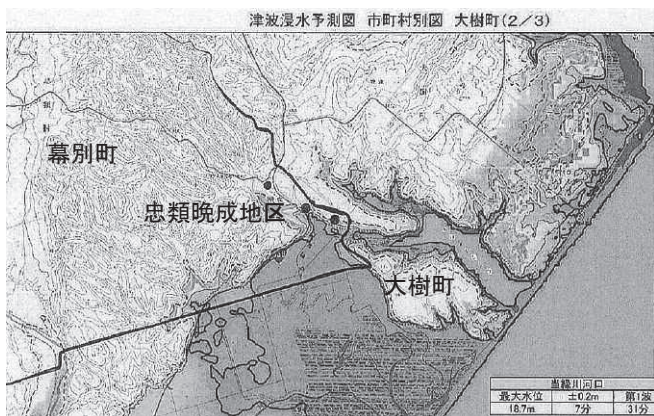 津波浸水予測図 市町村別図 大樹町(2/3)
幕別町
忠類晩成地区
大樹町
当縁川河口
最大水位 ±0.2m 第1波
18.7m 7分 31分